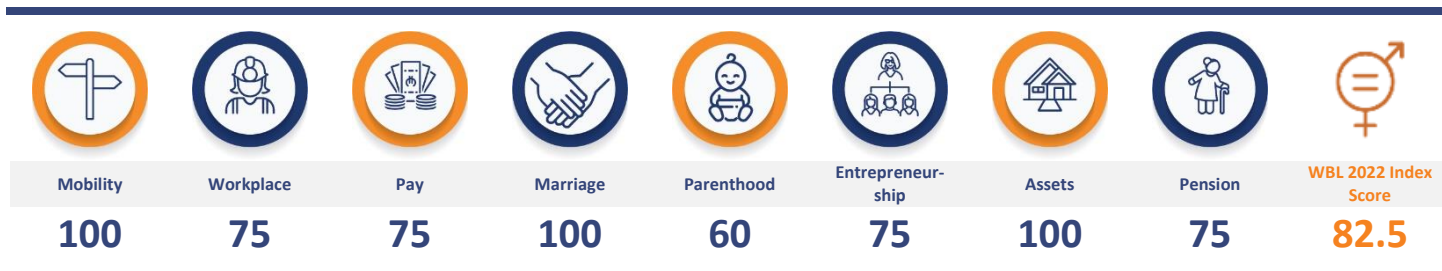 Mobility
Workplace
Pay
Marriage
Parenthood
Entrepreneur-
ship
Assets
Pension
WBL 2022 Index
Score
100
75
75
100
60
75
100
75
82.5